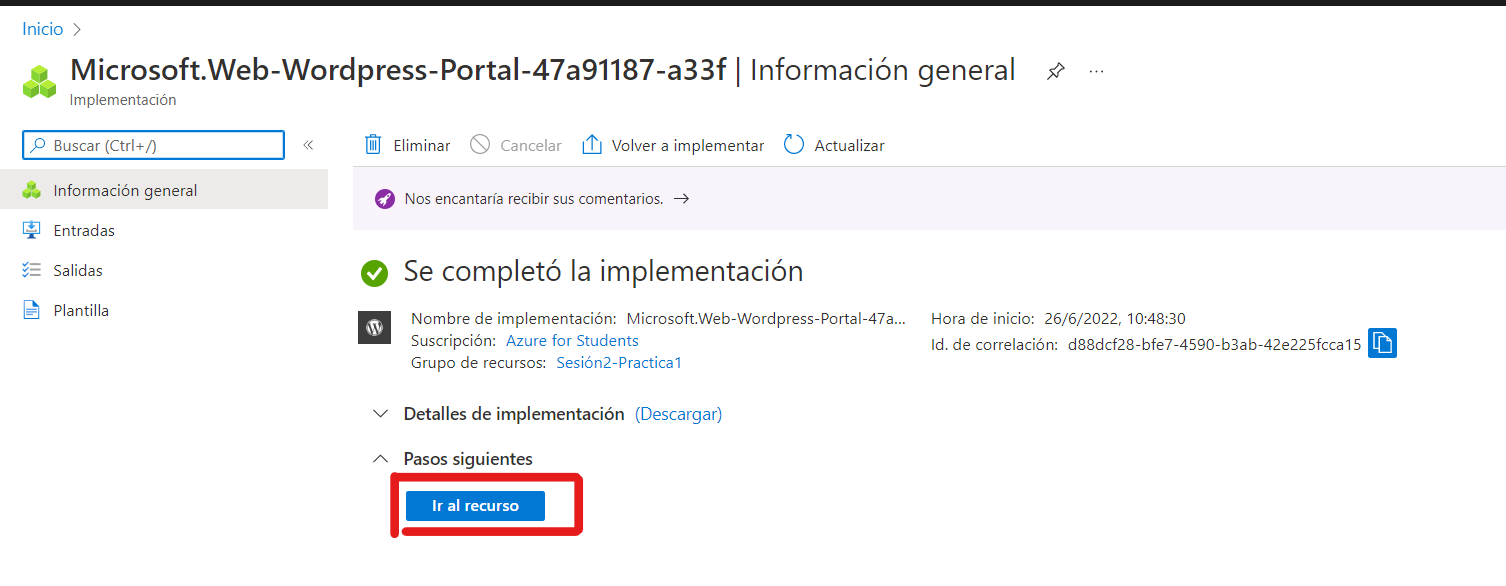 Inicio >
Microsoft.Web-Wordpress-Portal-47a91187-a33f | Información general
Implementación
Buscar (Ctrl+/)
Información general
Entradas
Salidas
Plantilla
Eliminar Cancelar Volver a implementar Actualizar
Nos encantaría recibir sus comentarios. →
Se completó la implementación
Nombre de implementación: Microsoft.Web-Wordpress-Portal-47a...
Suscripción: Azure for Students
Grupo de recursos: Sesión2-Practica1
Hora de inicio: 26/6/2022, 10:48:30
Id. de correlación: d88dcf28-bfe7-4590-b3ab-42e225fcca15
Detalles de implementación (Descargar)
Pasos siguientes
Ir al recurso